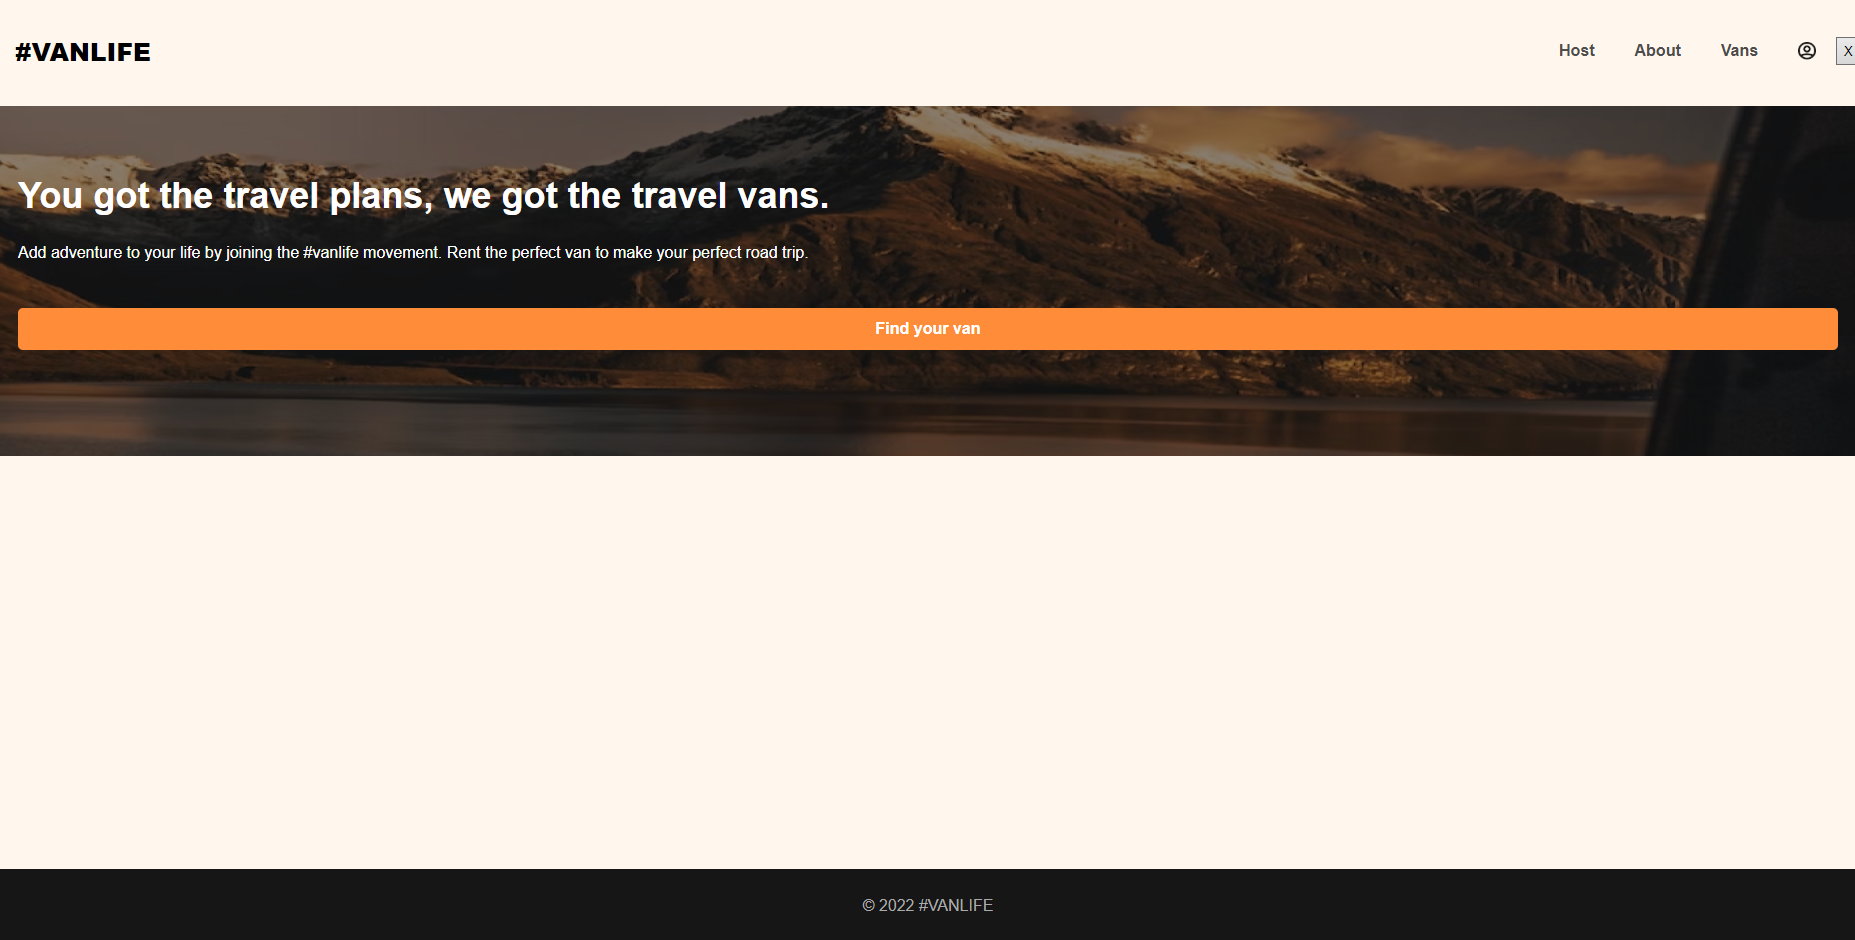 #VANLIFE
Host About Vans X
You got the travel plans, we got the travel vans.
Add adventure to your life by joining the #vanlife movement. Rent the perfect van to make your perfect road trip.
Find your van
© 2022 #VANLIFE